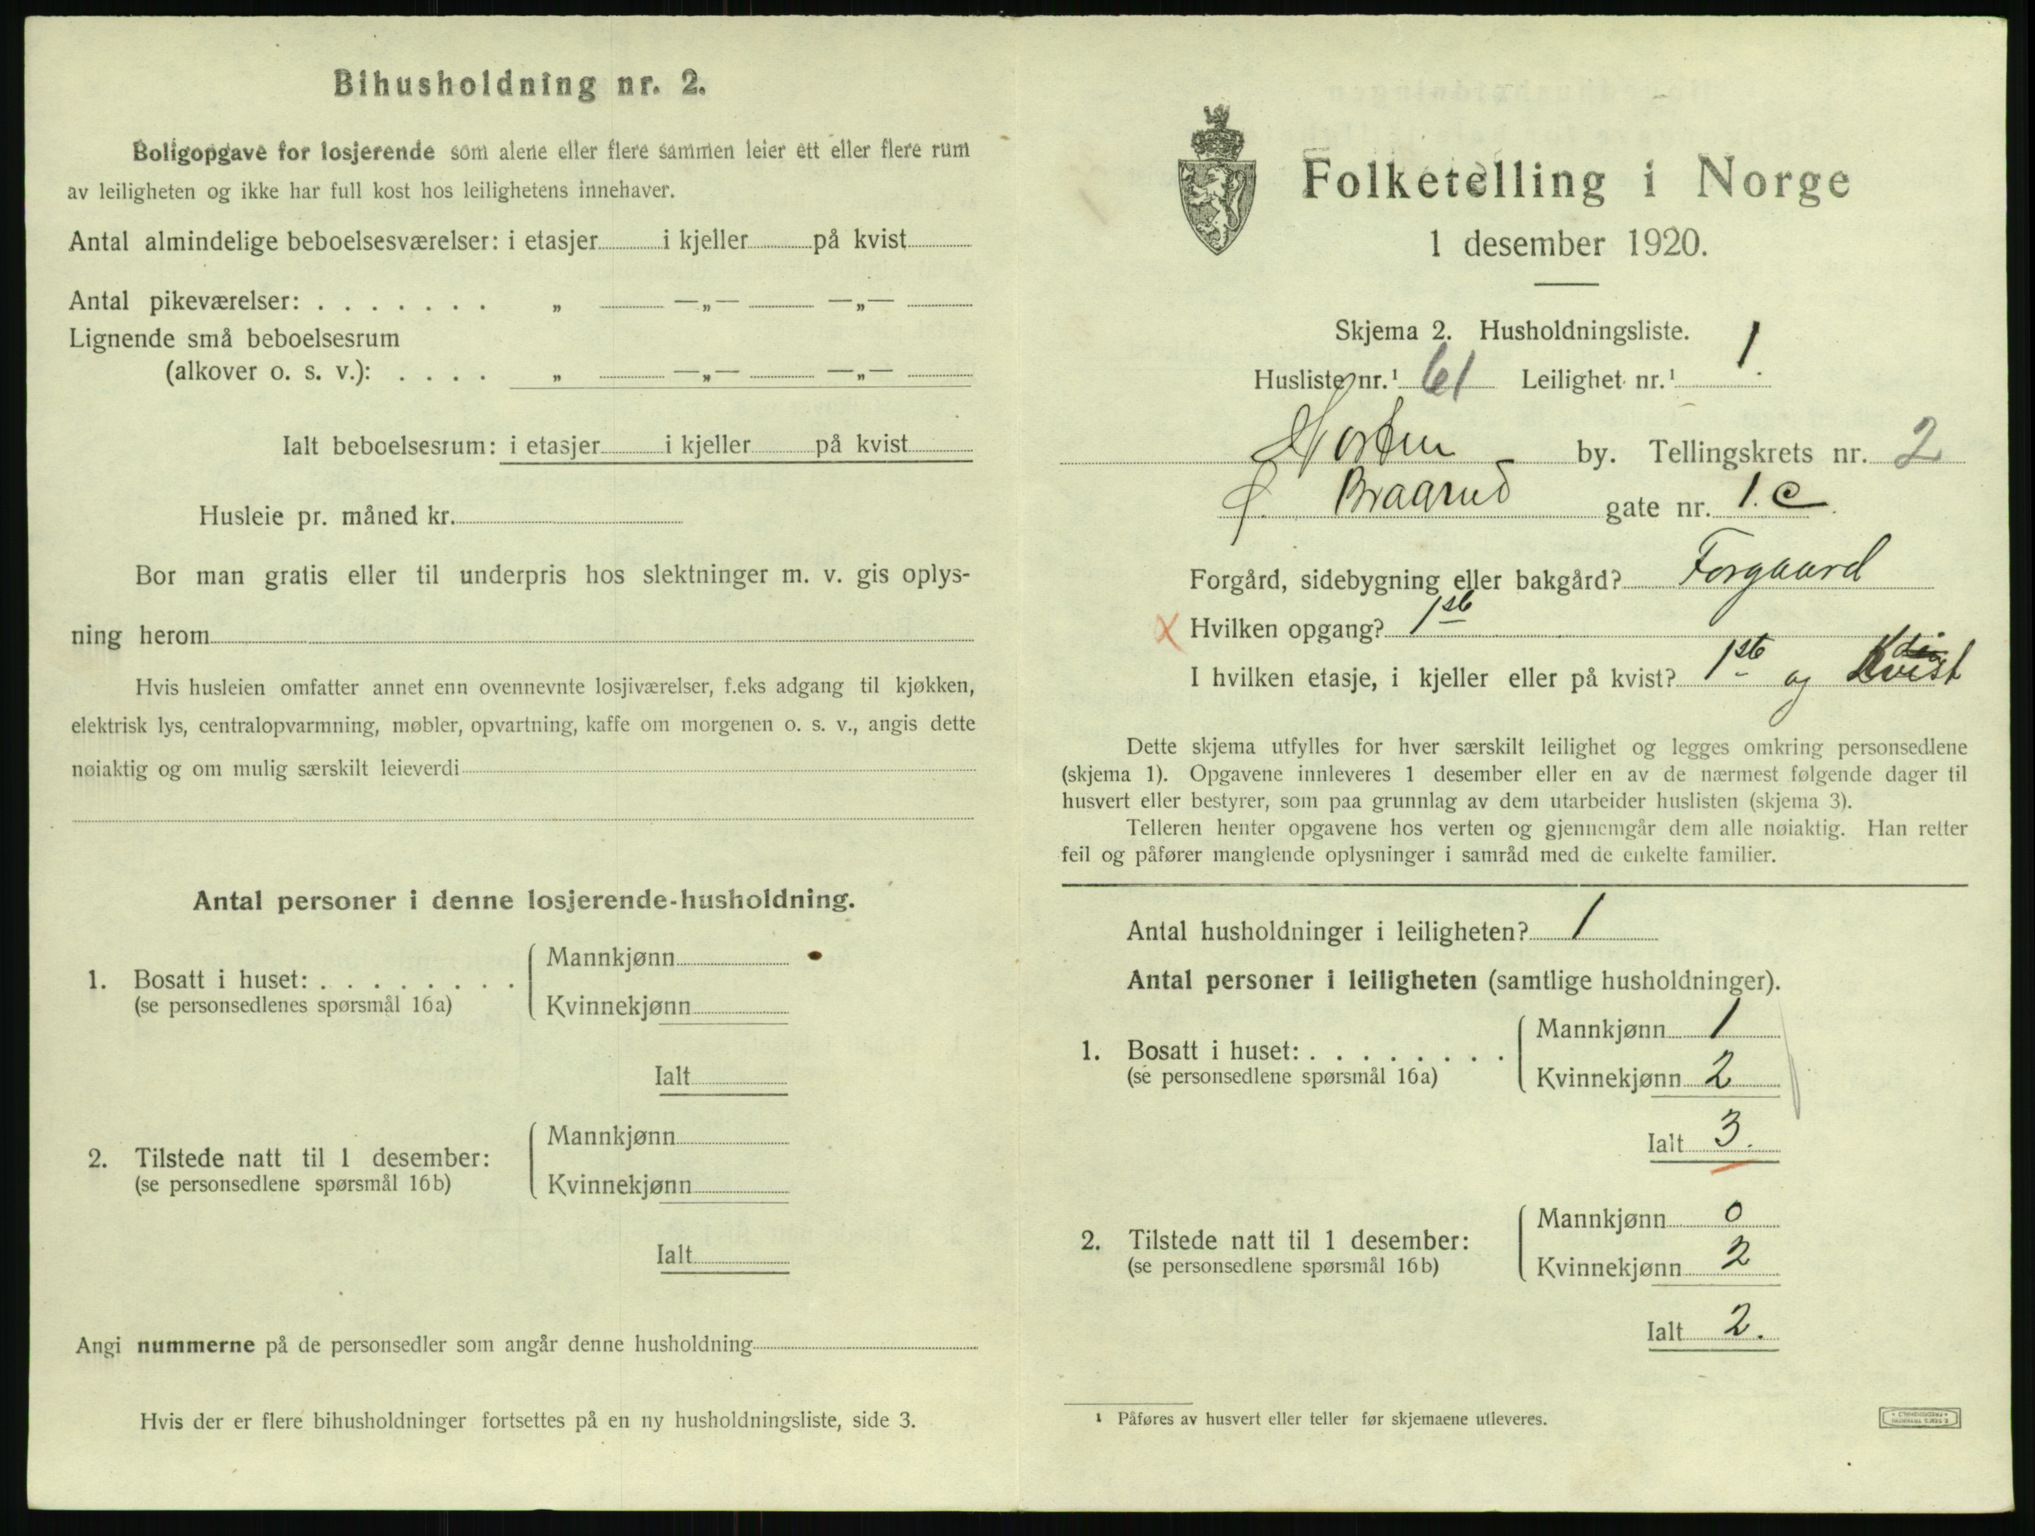 Bihusholdning nr. 2.
Boligopgave for losjerende som alene eller flere sammen leier ett eller flere rum
av leiligheten og ikke har full kost hos leilighetens innehaver.
Antal almindelige beboelsesværelser: i etasjer i kjeller på kvist
Antal pikeværelser: . . . . . . . „ —„— —„—
Lignende små beboelsesrum
(alkover o. s. v.): . . . . „ —„— —„—
Ialt beboelsesrum: i etasjer i kjeller på kvist
Husleie pr. måned kr.
Bor man gratis eller til underpris hos slektninger m. v. gis oplys-
ning herom
Hvis husleien omfatter annet enn ovennevnte losjiværelser, f.eks adgang til kjøkken,
elektrisk lys, centralopvarmning, møbler, opvartning, kaffe om morgenen o. s. v., angis dette
nøiaktig og om mulig særskilt leieverdi
Antal personer i denne losjerende-husholdning.
1. Bosatt i huset: . . . . . . . . Mannkjønn
(se personsedlenes spørsmål 16a) Kvinnekjønn
Ialt
2. Tilstede natt til 1 desember: Mannkjønn
(se personsedlene spørsmål 16b) Kvinnekjønn
Ialt
Angi nummerne på de personsedler som angår denne husholdning
Hvis der er flere bihusholdninger fortsettes på en ny husholdningsliste, side 3.
Folketelling i Norge
1 desember 1920.
Skjema 2. Husholdningsliste.
Husliste nr.¹ 61 Leilighet nr.¹ 1.
Horten by. Tellingskrets nr. 2
Braarud gate nr. 1. c.
Forgård, sidebygning eller bakgård? Forgaard
x Hvilken opgang? 1st
I hvilken etasje, i kjeller eller på kvist? 1st og Kvist
Dette skjema utfylles for hver særskilt leilighet og legges omkring personsedlene
(skjema 1). Opgavene innleveres 1 desember eller en av de nærmest følgende dager til
husvert eller bestyrer, som paa grunnlag av dem utarbeider huslisten (skjema 3).
Telleren henter opgavene hos verten og gjennemgår dem alle nøiaktig. Han retter
feil og påfører manglende oplysninger i samråd med de enkelte familier.
Antal husholdninger i leiligheten? 1
Antal personer i leiligheten (samtlige husholdninger).
1. Bosatt i huset: . . . . . . . . Mannkjønn 1
(se personsedlene spørsmål 16a) Kvinnekjønn 2
Ialt 3.
2. Tilstede natt til 1 desember: Mannkjønn 0
(se personsedlene spørsmål 16b) Kvinnekjønn 2
Ialt 2.
¹ Påføres av husvert eller teller før skjemaene utleveres.